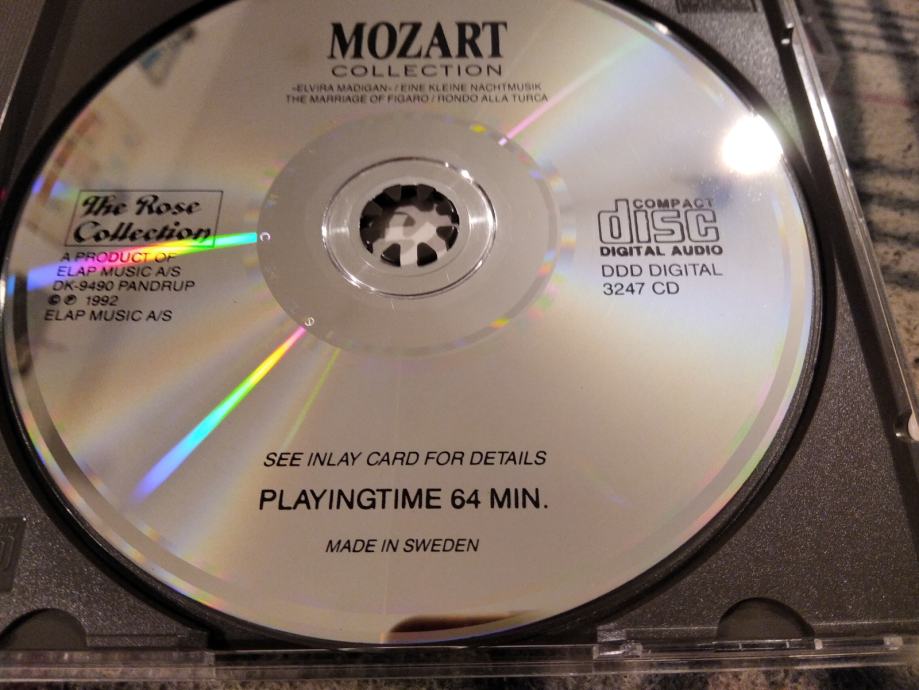 MOZART
COLLECTION
»ELVIRA MADIGAN« / EINE KLEINE NACHTMUSIK
THE MARRIAGE OF FIGARO / RONDO ALLA TURCA
The Rose
Collection
A PRODUCT OF
ELAP MUSIC A/S
DK-9490 PANDRUP
© ℗ 1992
ELAP MUSIC A/S
COMPACT
disc
DIGITAL AUDIO
DDD DIGITAL
3247 CD
SEE INLAY CARD FOR DETAILS
PLAYINGTIME 64 MIN.
MADE IN SWEDEN